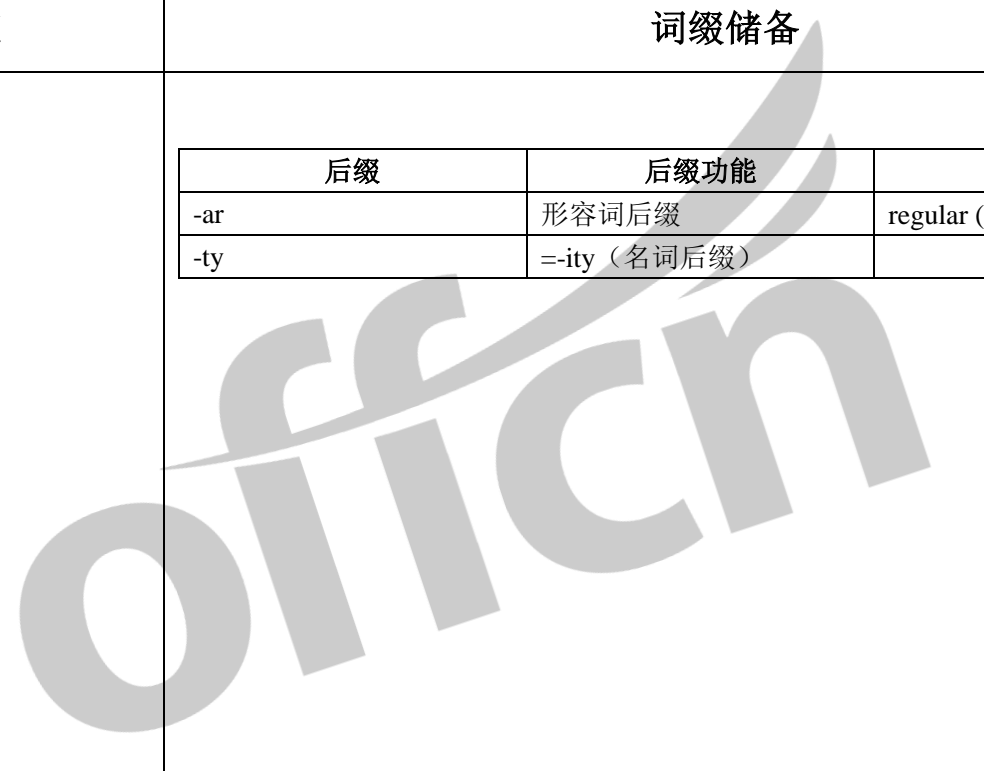 词缀储备
后缀 后缀功能
-ar 形容词后缀 regular (
-ty =-ity（名词后缀）
offcn